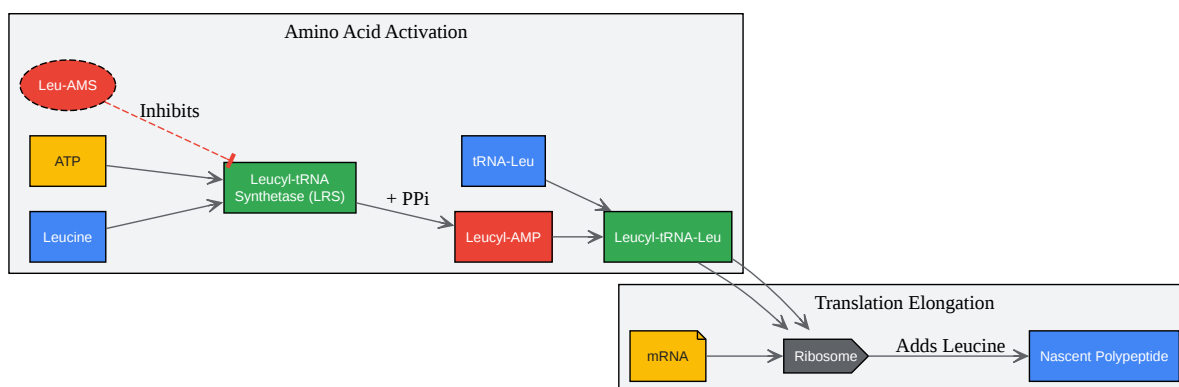 Amino Acid Activation
Leu-AMS
Inhibits
ATP
Leucine
Leucyl-tRNA
Synthetase (LRS)
+ PPi
tRNA-Leu
Leucyl-AMP
Leucyl-tRNA-Leu
Translation Elongation
mRNA
Ribosome
Adds Leucine
Nascent Polypeptide